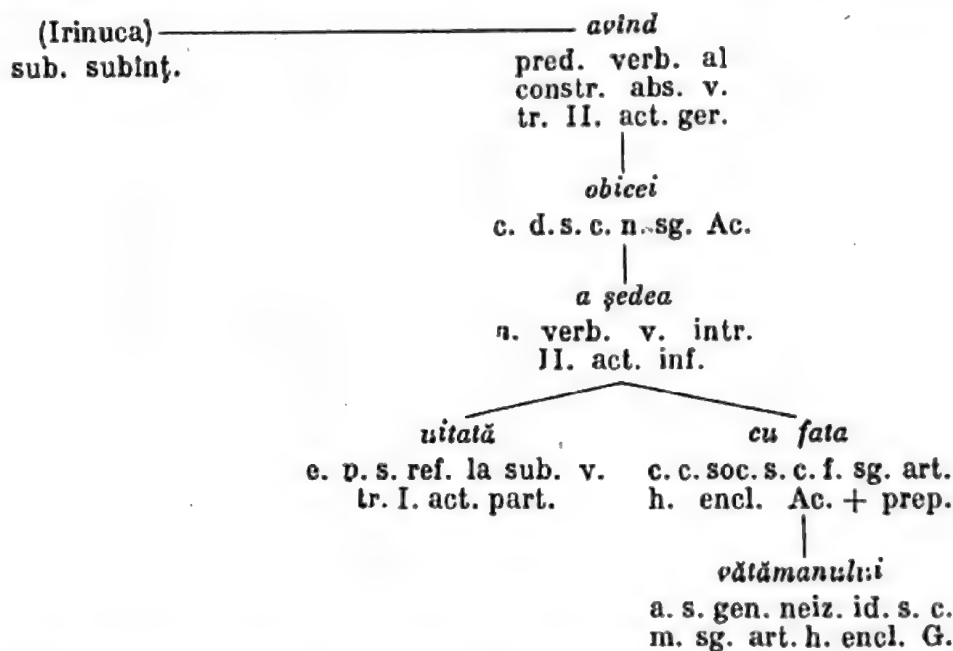 (Irinuca) avînd
sub. subînţ. pred. verb. al
constr. abs. v.
tr. II. act. ger.
obicei
c. d. s. c. n. sg. Ac.
a şedea
n. verb. v. intr.
II. act. inf.
uitată cu fata
e. p. s. ref. la sub. v. c. c. soc. s. c. f. sg. art.
tr. I. act. part. h. encl. Ac. + prep.
vătămanului
a. s. gen. neiz. id. s. c.
m. sg. art. h. encl. G.